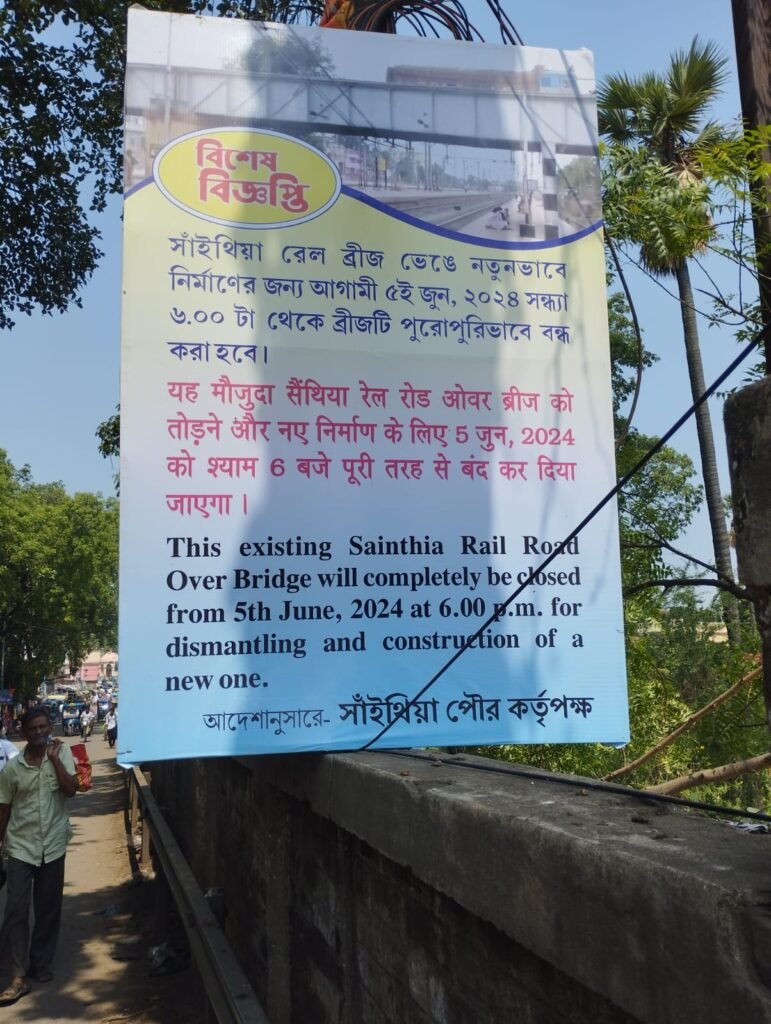 বিশেষ
বিজ্ঞপ্তি
সাঁইথিয়া রেল ব্রীজ ভেঙে নতুনভাবে
নির্মাণের জন্য আগামী ৫ই জুন, ২০২৪ সন্ধ্যা
৬.০০ টা থেকে ব্রীজটি পুরোপুরিভাবে বন্ধ
করা হবে।
यह मौजुदा सैंथिया रेल रोड ओवर ब्रीज को
तोड़ने और नए निर्माण के लिए 5 जुन, 2024
को श्याम 6 बजे पूरी तरह से बंद कर दिया
जाएगा ।
This existing Sainthia Rail Road
Over Bridge will completely be closed
from 5th June, 2024 at 6.00 p.m. for
dismantling and construction of a
new one.
আদেশানুসারে- সাঁইথিয়া পৌর কর্তৃপক্ষ